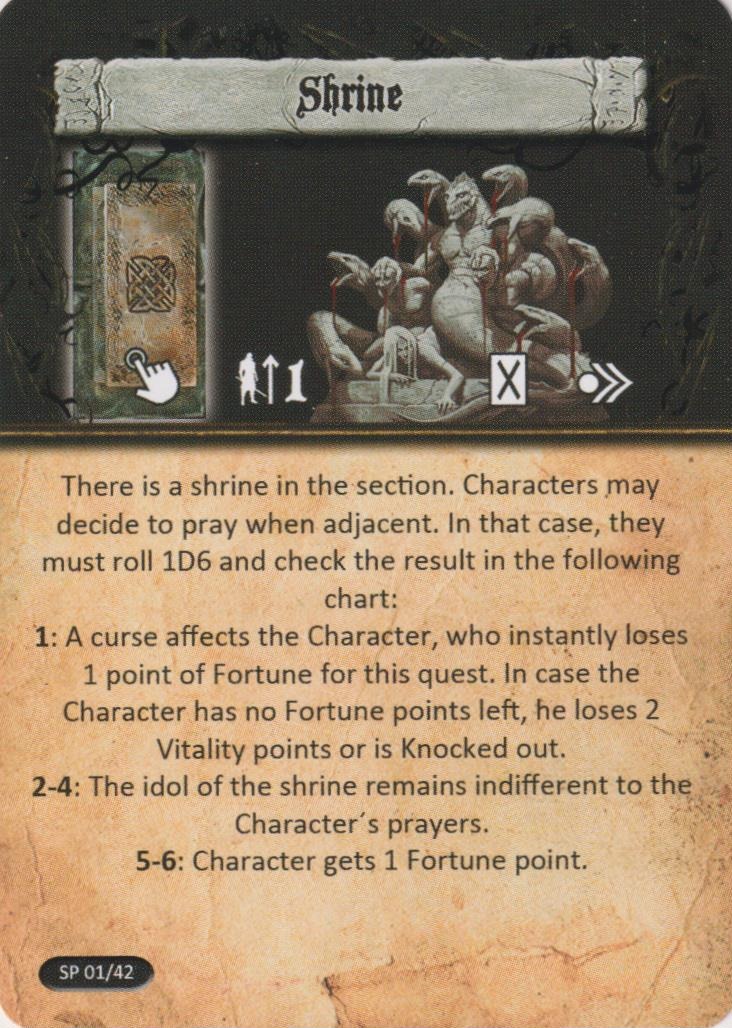 Shrine
1
X
There is a shrine in the section. Characters may
decide to pray when adjacent. In that case, they
must roll 1D6 and check the result in the following
chart:
1: A curse affects the Character, who instantly loses
1 point of Fortune for this quest. In case the
Character has no Fortune points left, he loses 2
Vitality points or is Knocked out.
2-4: The idol of the shrine remains indifferent to the
Character´s prayers.
5-6: Character gets 1 Fortune point.
SP 01/42